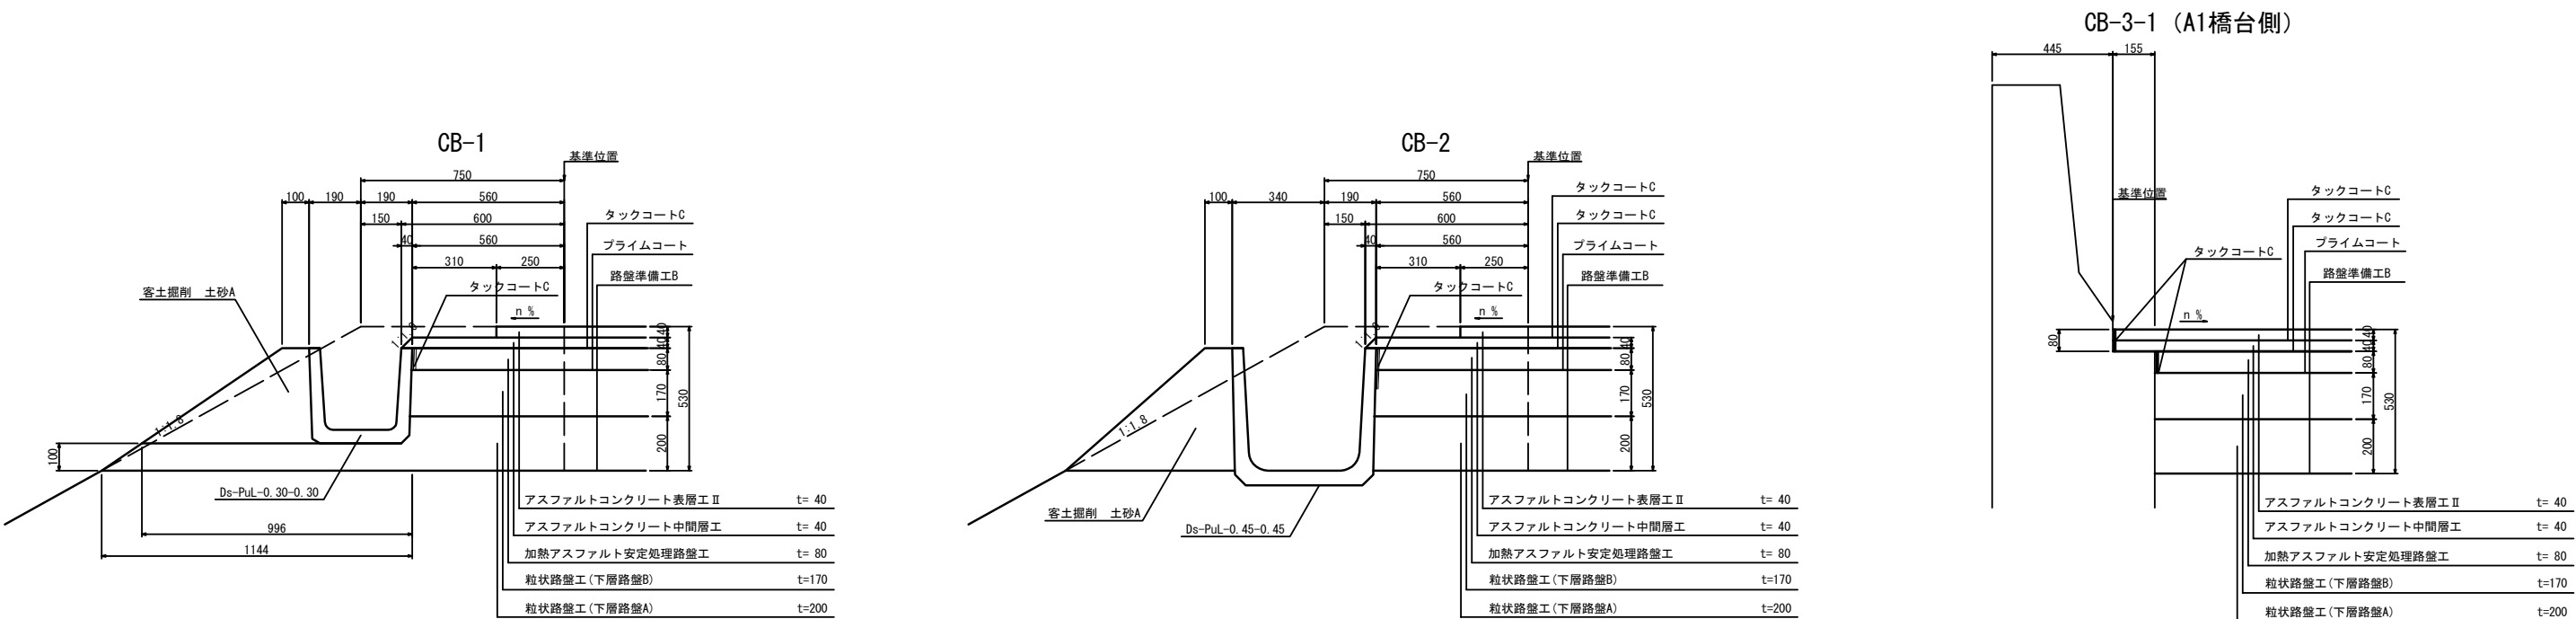 CB-1
基準位置
750
100 190 190 560
150 600
タックコートC
40 560
プライムコート
310 250
路盤準備工B
客土掘削 土砂A
タックコートC
n %
1:1.8
40
40
80
170
200
530
1:1.8
100
Ds-PuL-0.30-0.30
996
1144
アスファルトコンクリート表層工Ⅱ t= 40
アスファルトコンクリート中間層工 t= 40
加熱アスファルト安定処理路盤工 t= 80
粒状路盤工(下層路盤B) t=170
粒状路盤工(下層路盤A) t=200
CB-2
基準位置
750
タックコートC
100 340 190 560
150 600
タックコートC
40 560
プライムコート
310 250
路盤準備工B
タックコートC
n %
40
80
170
200
530
1:1.8
客土掘削 土砂A
Ds-PuL-0.45-0.45
アスファルトコンクリート表層工Ⅱ t= 40
アスファルトコンクリート中間層工 t= 40
加熱アスファルト安定処理路盤工 t= 80
粒状路盤工(下層路盤B) t=170
粒状路盤工(下層路盤A) t=200
CB-3-1 (A1橋台側)
445 155
基準位置
タックコートC
タックコートC
プライムコート
タックコートC
路盤準備工B
n %
80
40
40
80
170
200
530
アスファルトコンクリート表層工Ⅱ t= 40
アスファルトコンクリート中間層工 t= 40
加熱アスファルト安定処理路盤工 t= 80
粒状路盤工(下層路盤B) t=170
粒状路盤工(下層路盤A) t=200